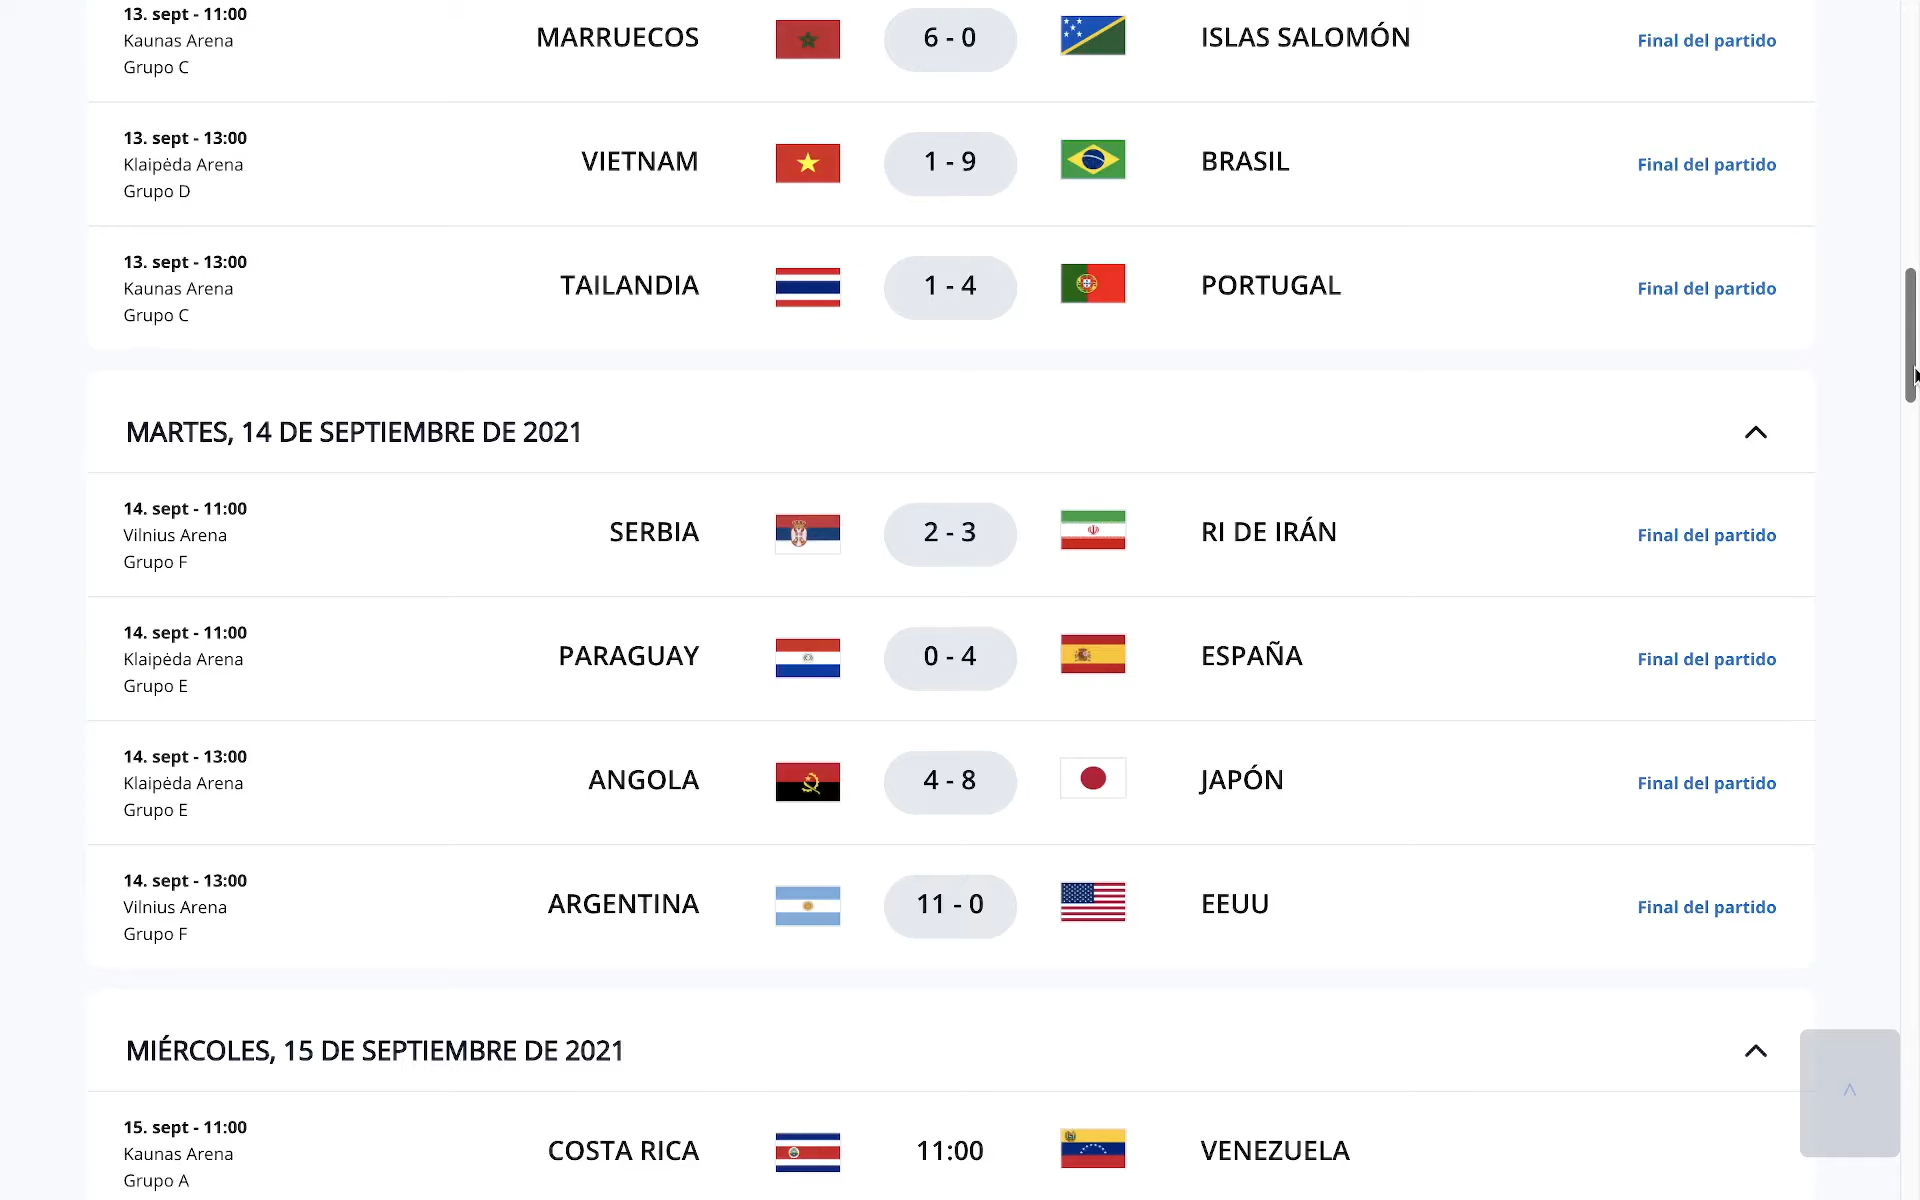 13. sept - 11:00
Kaunas Arena
Grupo C
MARRUECOS 6 - 0 ISLAS SALOMÓN Final del partido
13. sept - 13:00
Klaipėda Arena
Grupo D
VIETNAM 1 - 9 BRASIL Final del partido
13. sept - 13:00
Kaunas Arena
Grupo C
TAILANDIA 1 - 4 PORTUGAL Final del partido
MARTES, 14 DE SEPTIEMBRE DE 2021
14. sept - 11:00
Vilnius Arena
Grupo F
SERBIA 2 - 3 RI DE IRÁN Final del partido
14. sept - 11:00
Klaipėda Arena
Grupo E
PARAGUAY 0 - 4 ESPAÑA Final del partido
14. sept - 13:00
Klaipėda Arena
Grupo E
ANGOLA 4 - 8 JAPÓN Final del partido
14. sept - 13:00
Vilnius Arena
Grupo F
ARGENTINA 11 - 0 EEUU Final del partido
MIÉRCOLES, 15 DE SEPTIEMBRE DE 2021
15. sept - 11:00
Kaunas Arena
Grupo A
COSTA RICA 11:00 VENEZUELA